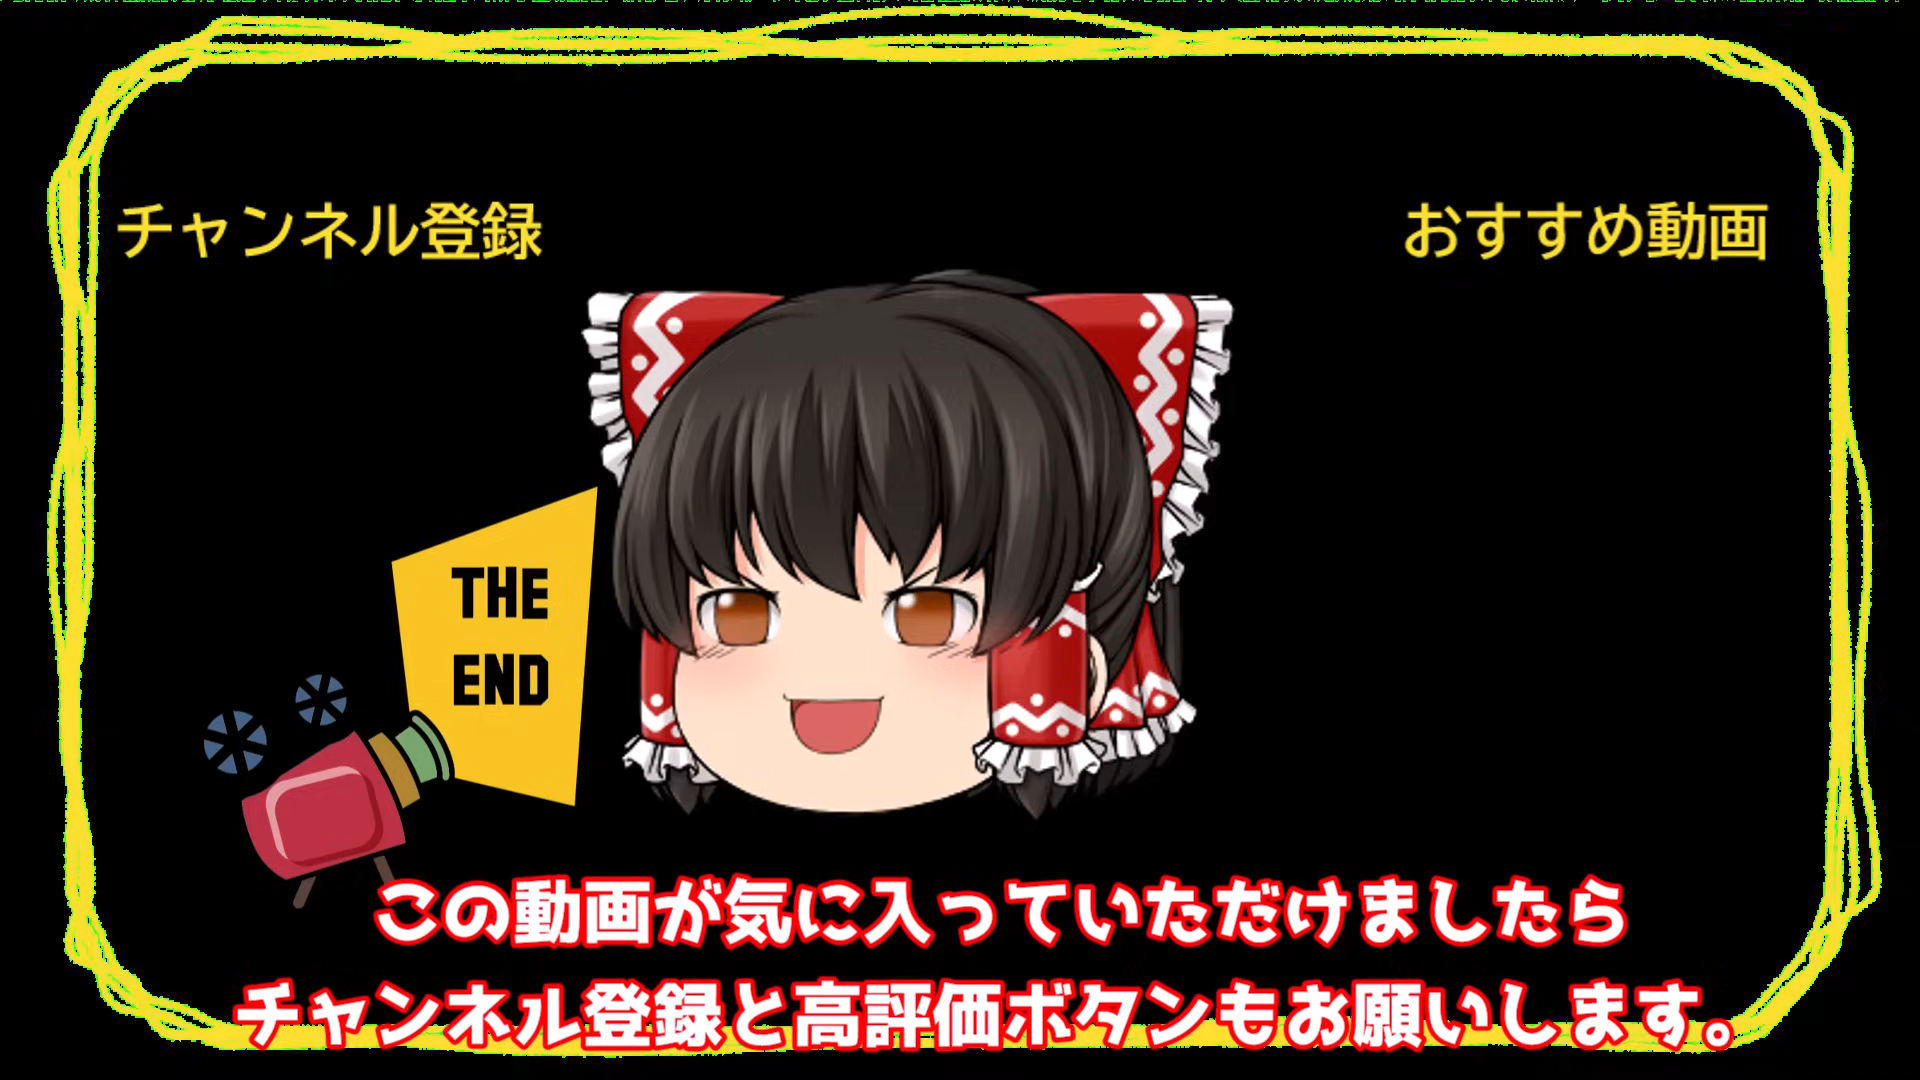 チャンネル登録
おすすめ動画
THE
END
この動画が気に入っていただけましたら
チャンネル登録と高評価ボタンもお願いします。